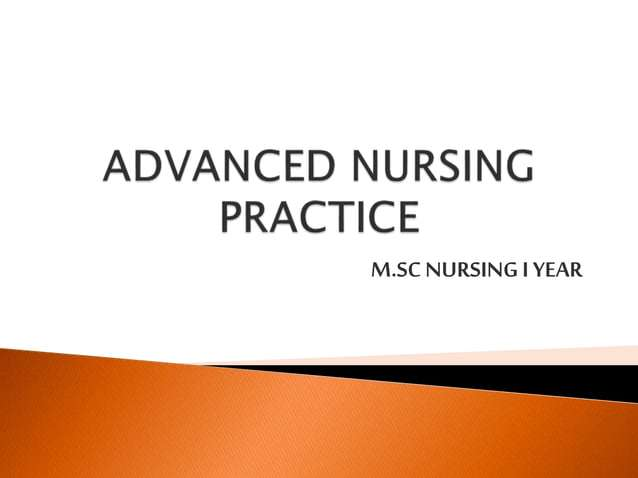 ADVANCED NURSING
PRACTICE
M.SC NURSING I YEAR